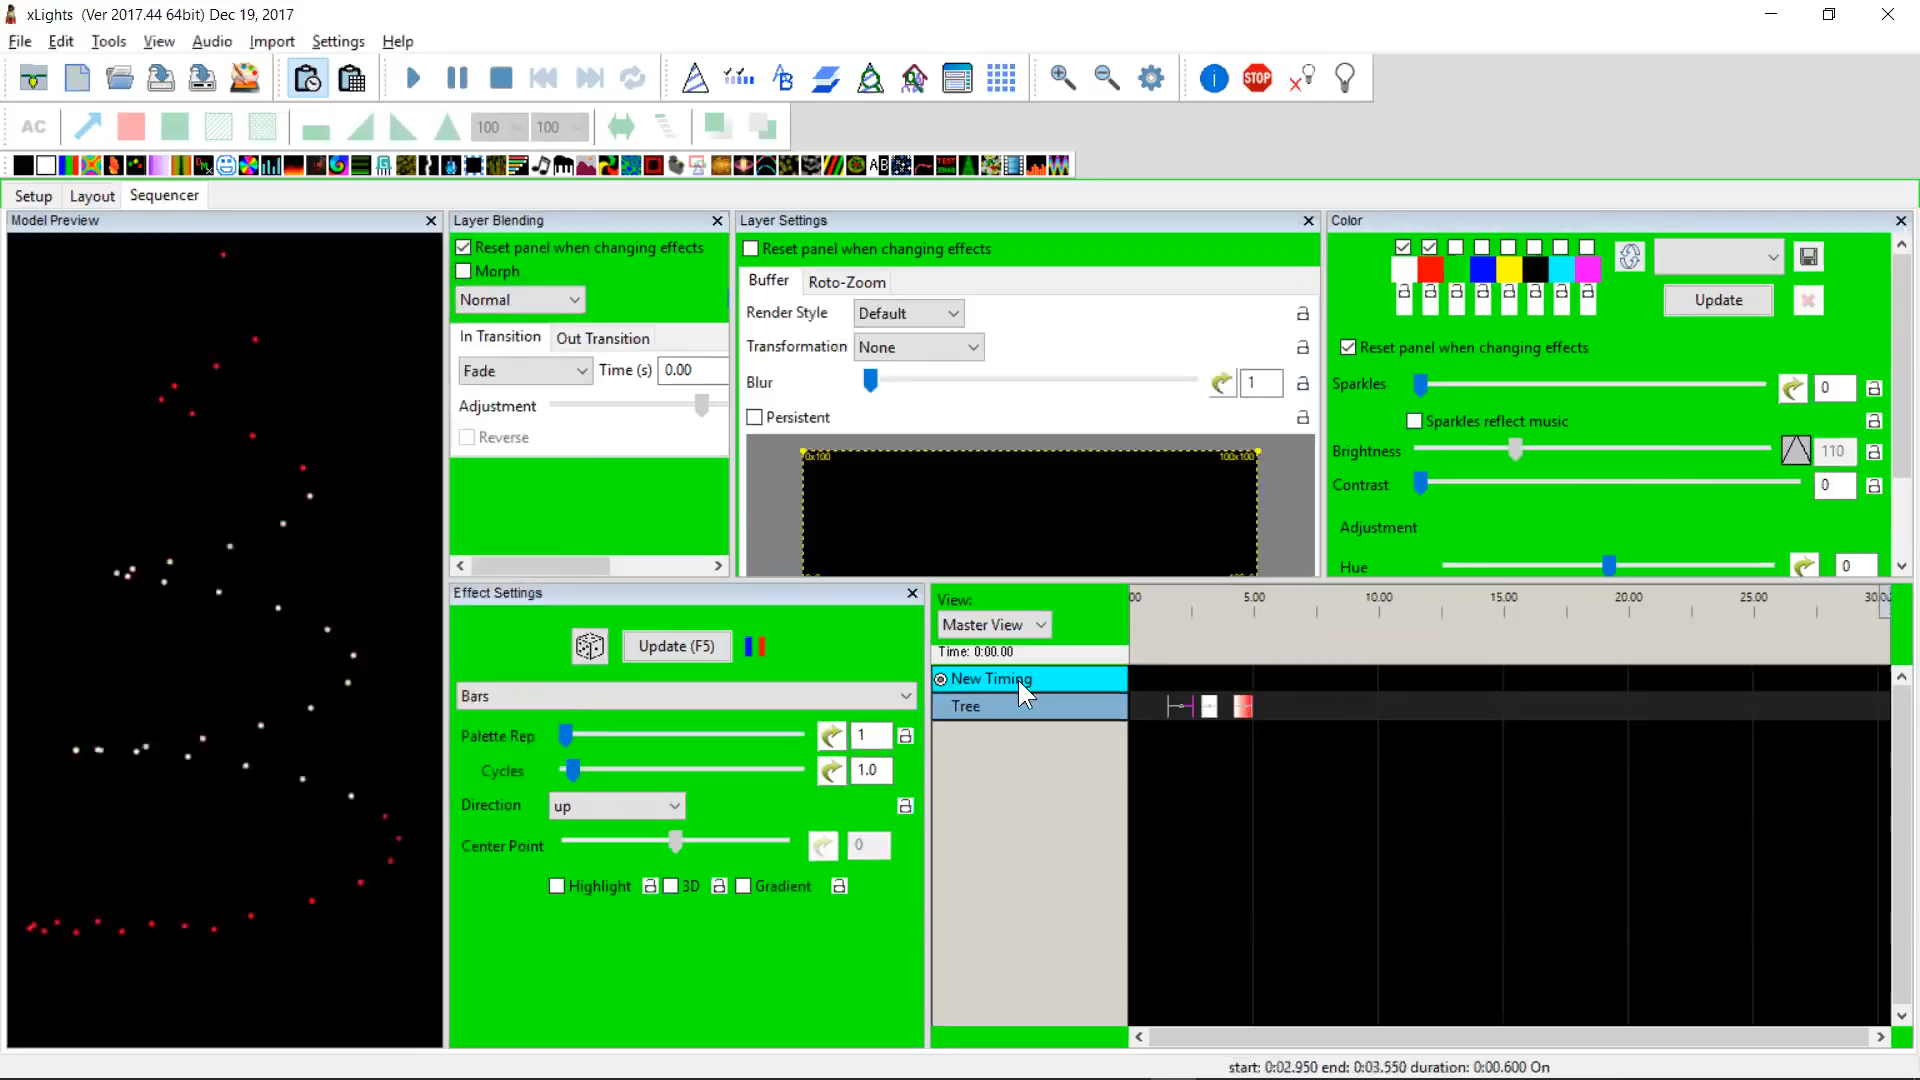 xLights (Ver 2017.44 64bit) Dec 19, 2017
File Edit Tools View Audio Import Settings Help
AC 100 100
Setup Layout Sequencer
Model Preview
Layer Blending
Reset panel when changing effects
Morph
Normal
In Transition Out Transition
Fade Time (s) 0.00
Adjustment
Reverse
Layer Settings
Reset panel when changing effects
Buffer Roto-Zoom
Render Style Default
Transformation None
Blur 1
Persistent
0x100 100x100
Color
Update
Reset panel when changing effects
Sparkles 0
Sparkles reflect music
Brightness 110
Contrast 0
Adjustment
Hue 0
Effect Settings
Update (F5)
Bars
Palette Rep 1
Cycles 1.0
Direction up
Center Point 0
Highlight 3D Gradient
View:
Master View
Time: 0:00.00
00 5.00 10.00 15.00 20.00 25.00
New Timing
Tree
start: 0:02.950 end: 0:03.550 duration: 0:00.600 On